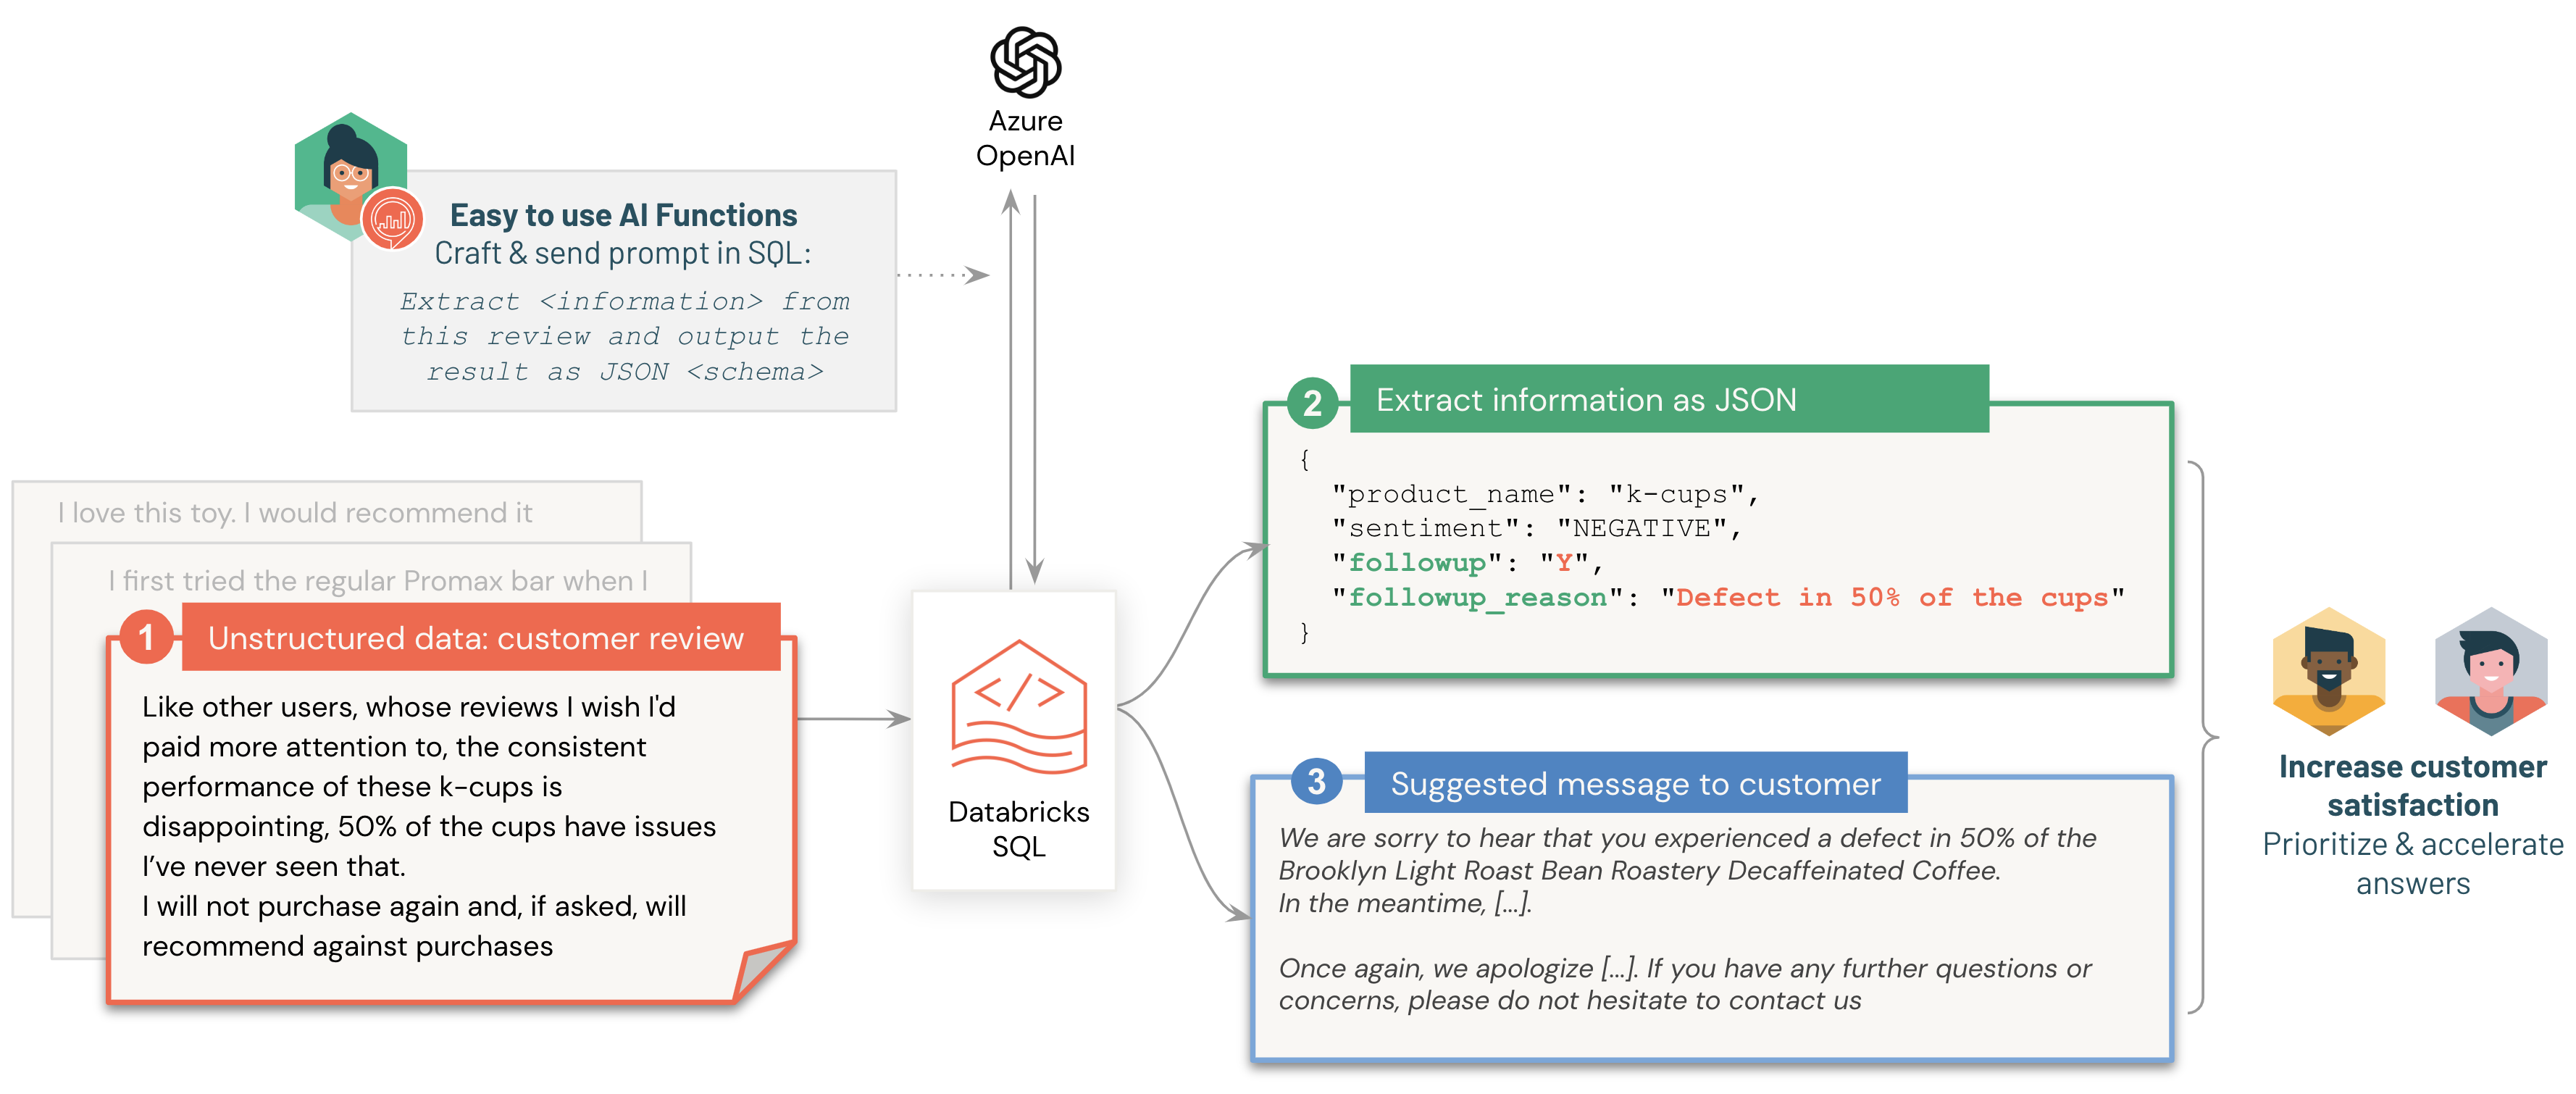 Azure
OpenAI
Easy to use AI Functions
Craft & send prompt in SQL:
Extract <information> from
this review and output the
result as JSON <schema>
I love this toy. I would recommend it
I first tried the regular Promax bar when I
1 Unstructured data: customer review
Like other users, whose reviews I wish I'd
paid more attention to, the consistent
performance of these k-cups is
disappointing, 50% of the cups have issues
I’ve never seen that.
I will not purchase again and, if asked, will
recommend against purchases
Databricks
SQL
2 Extract information as JSON
{
"product_name": "k-cups",
"sentiment": "NEGATIVE",
"followup": "Y",
"followup_reason": "Defect in 50% of the cups"
}
3 Suggested message to customer
We are sorry to hear that you experienced a defect in 50% of the
Brooklyn Light Roast Bean Roastery Decaffeinated Coffee.
In the meantime, [...].
Once again, we apologize [...]. If you have any further questions or
concerns, please do not hesitate to contact us
Increase customer
satisfaction
Prioritize & accelerate
answers